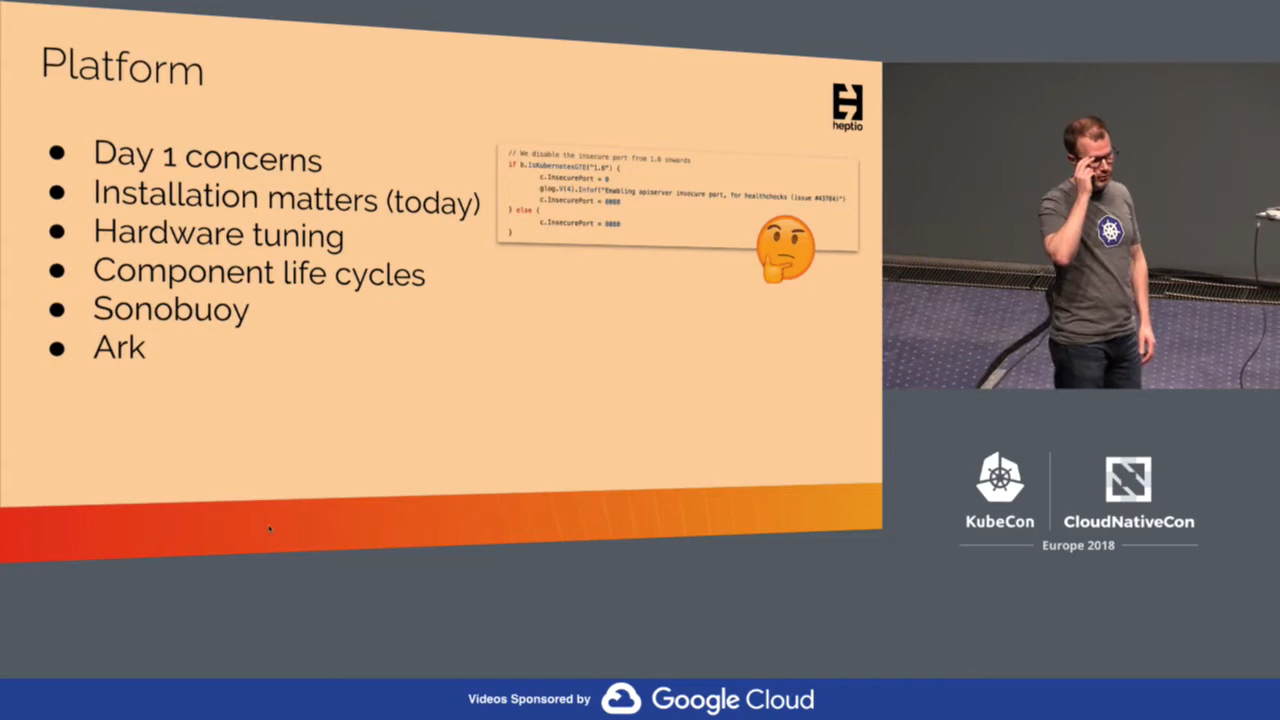 Platform
heptio
Day 1 concerns
Installation matters (today)
Hardware tuning
Component life cycles
Sonobuoy
Ark
// We disable the insecure port from 1.6 onwards
if b.IsKubernetesGTE("1.6") {
c.InsecurePort = 0
glog.V(4).Infof("Enabling apiserver insecure port, for healthchecks (issue #43784)")
c.InsecurePort = 8080
} else {
c.InsecurePort = 8080
}
KubeCon
CloudNativeCon
Europe 2018
Videos Sponsored by
Google Cloud